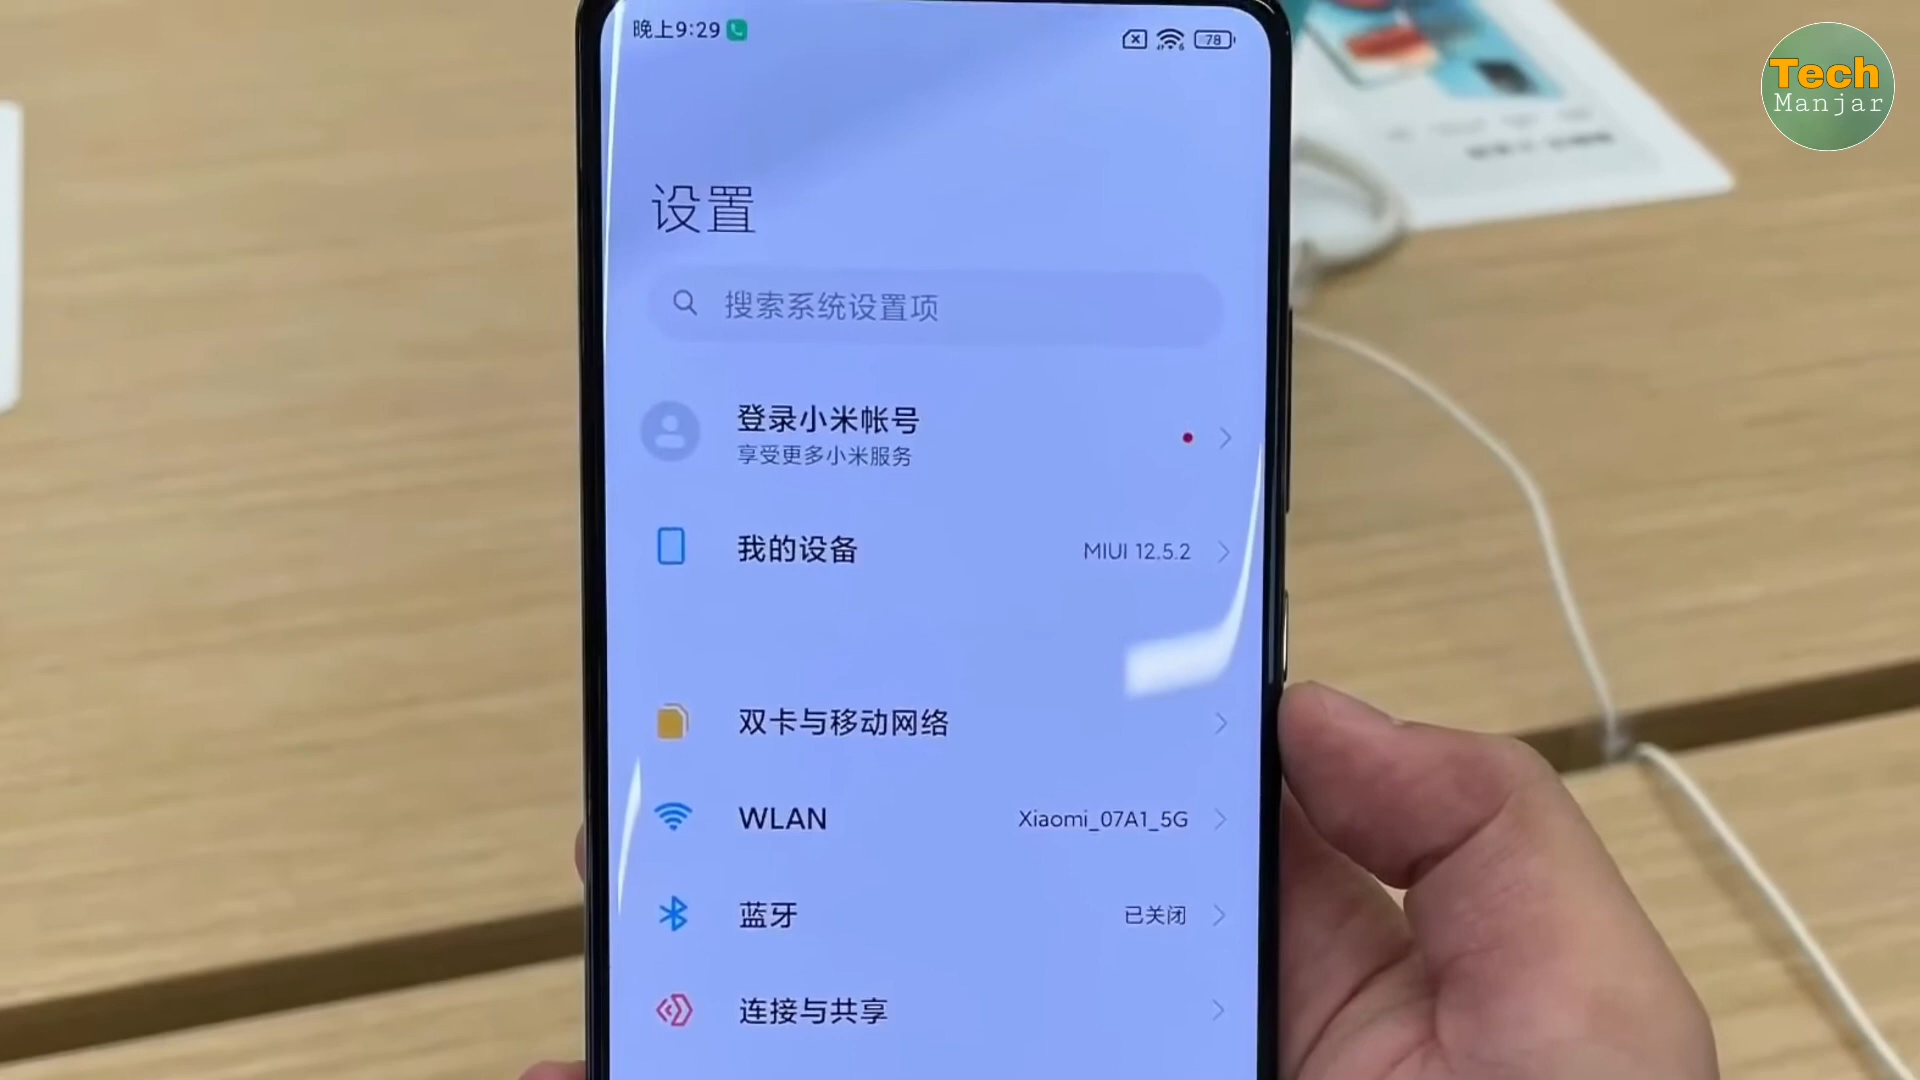 晚上9:29
78
Tech
Manjar
设置
搜索系统设置项
登录小米帐号
享受更多小米服务
我的设备 MIUI 12.5.2
双卡与移动网络
WLAN Xiaomi_07A1_5G
蓝牙 已关闭
连接与共享